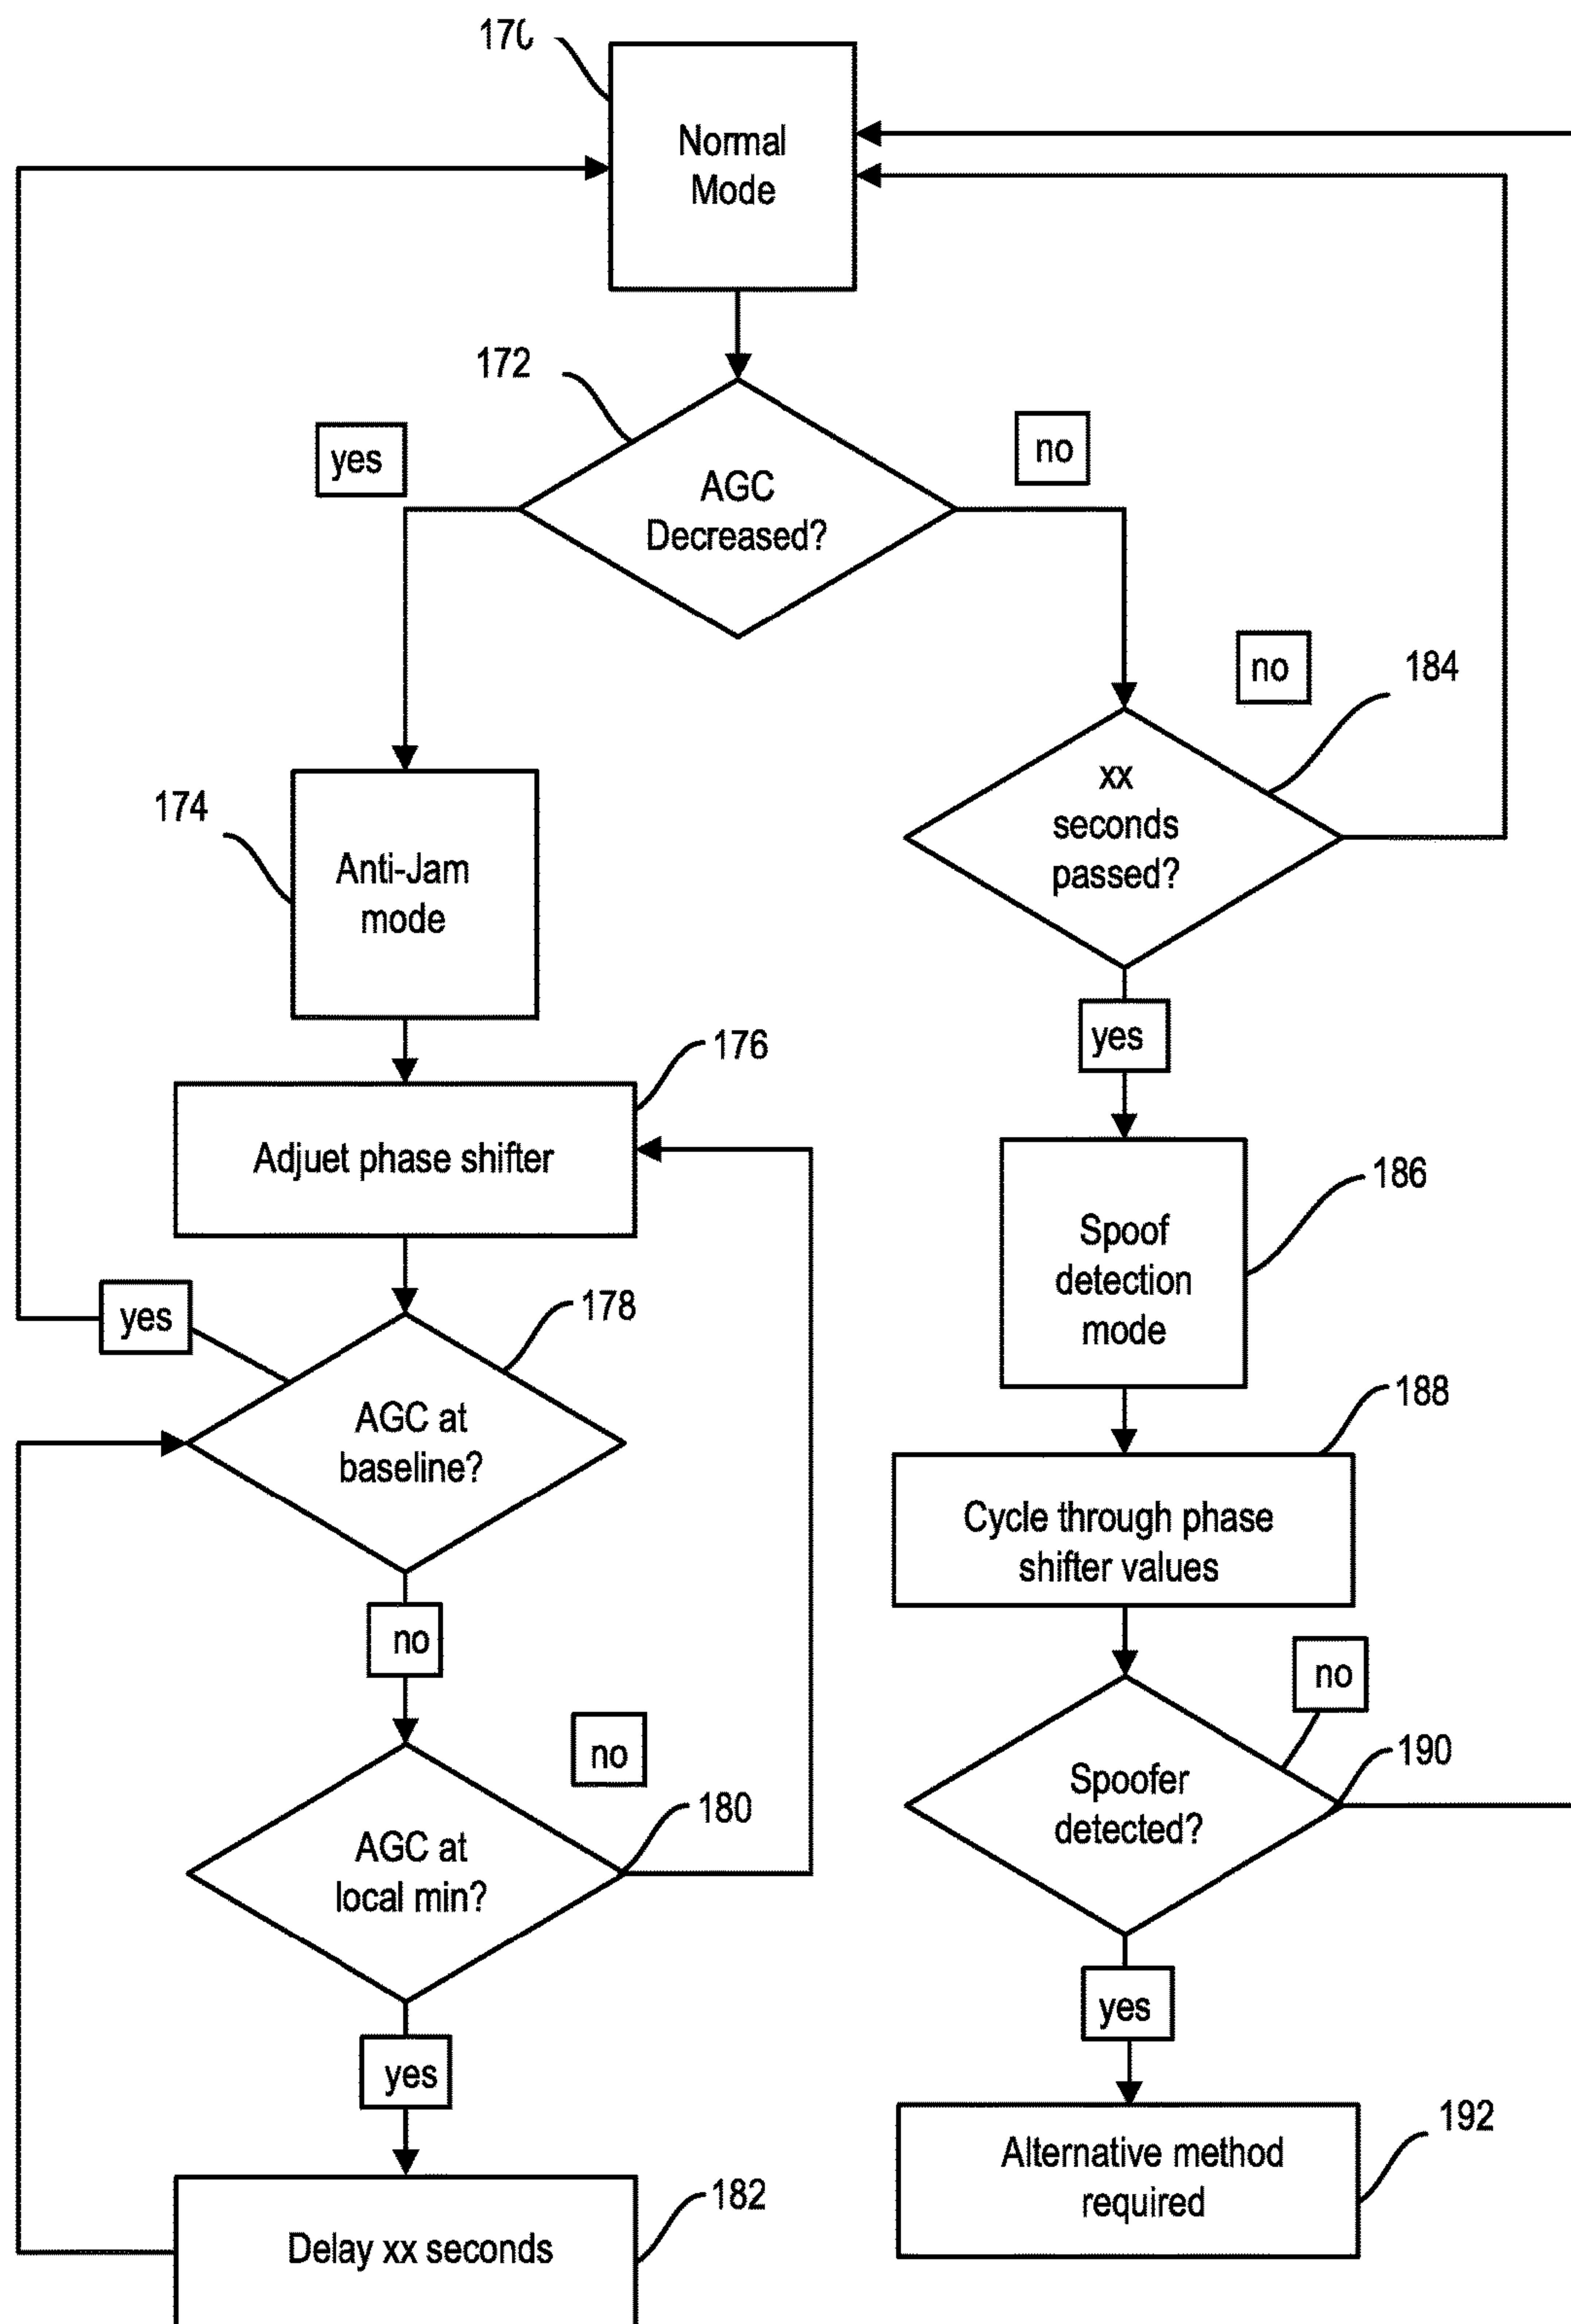 Normal
Mode
172
yes
no
AGC
Decreased?
no
184
xx
seconds
passed?
174
Anti-Jam
mode
yes
176
Adjuet phase shifter
186
Spoof
detection
mode
yes
178
AGC at
baseline?
188
Cycle through phase
shifter values
no
no
no
190
Spoofer
detected?
180
AGC at
local min?
yes
yes
192
Alternative method
required
182
Delay xx seconds